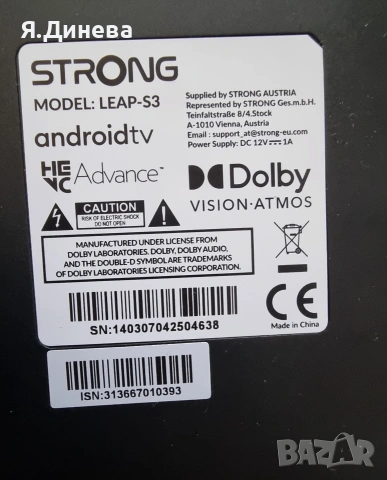 Я.Динева
STRONG
MODEL: LEAP-S3
androidtv
HEVC Advance™
Supplied by STRONG AUSTRIA
Represented by STRONG Ges.m.b.H.
Teinfaltstraße 8/4.Stock
A-1010 Vienna, Austria
Email : support_at@strong-eu.com
Power Supply: DC 12V⎓1A
Dolby
VISION·ATMOS
CAUTION
RISK OF ELECTRIC SHOCK
DO NOT OPEN
MANUFACTURED UNDER LICENSE FROM
DOLBY LABORATORIES. DOLBY, DOLBY AUDIO,
AND THE DOUBLE-D SYMBOL ARE TRADEMARKS
OF DOLBY LABORATORIES LICENSING CORPORATION.
SN:140307042504638
CE
Made in China
ISN:313667010393
BAZAR